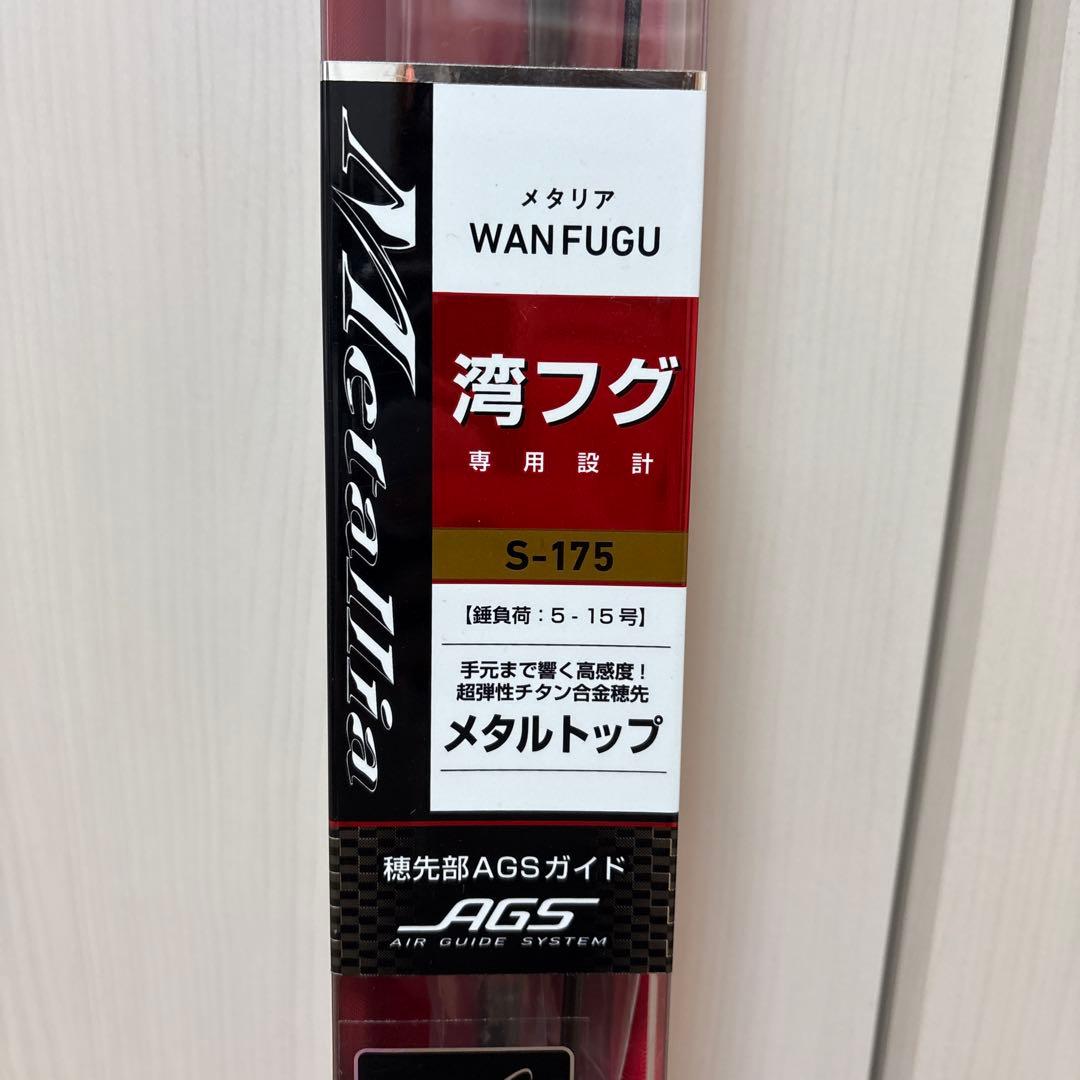 Metallia
メタリア
WANFUGU
湾フグ
専用設計
S-175
【錘負荷：5-15号】
手元まで響く高感度！
超弾性チタン合金穂先
メタルトップ
穂先部AGSガイド
AGS
AIR GUIDE SYSTEM